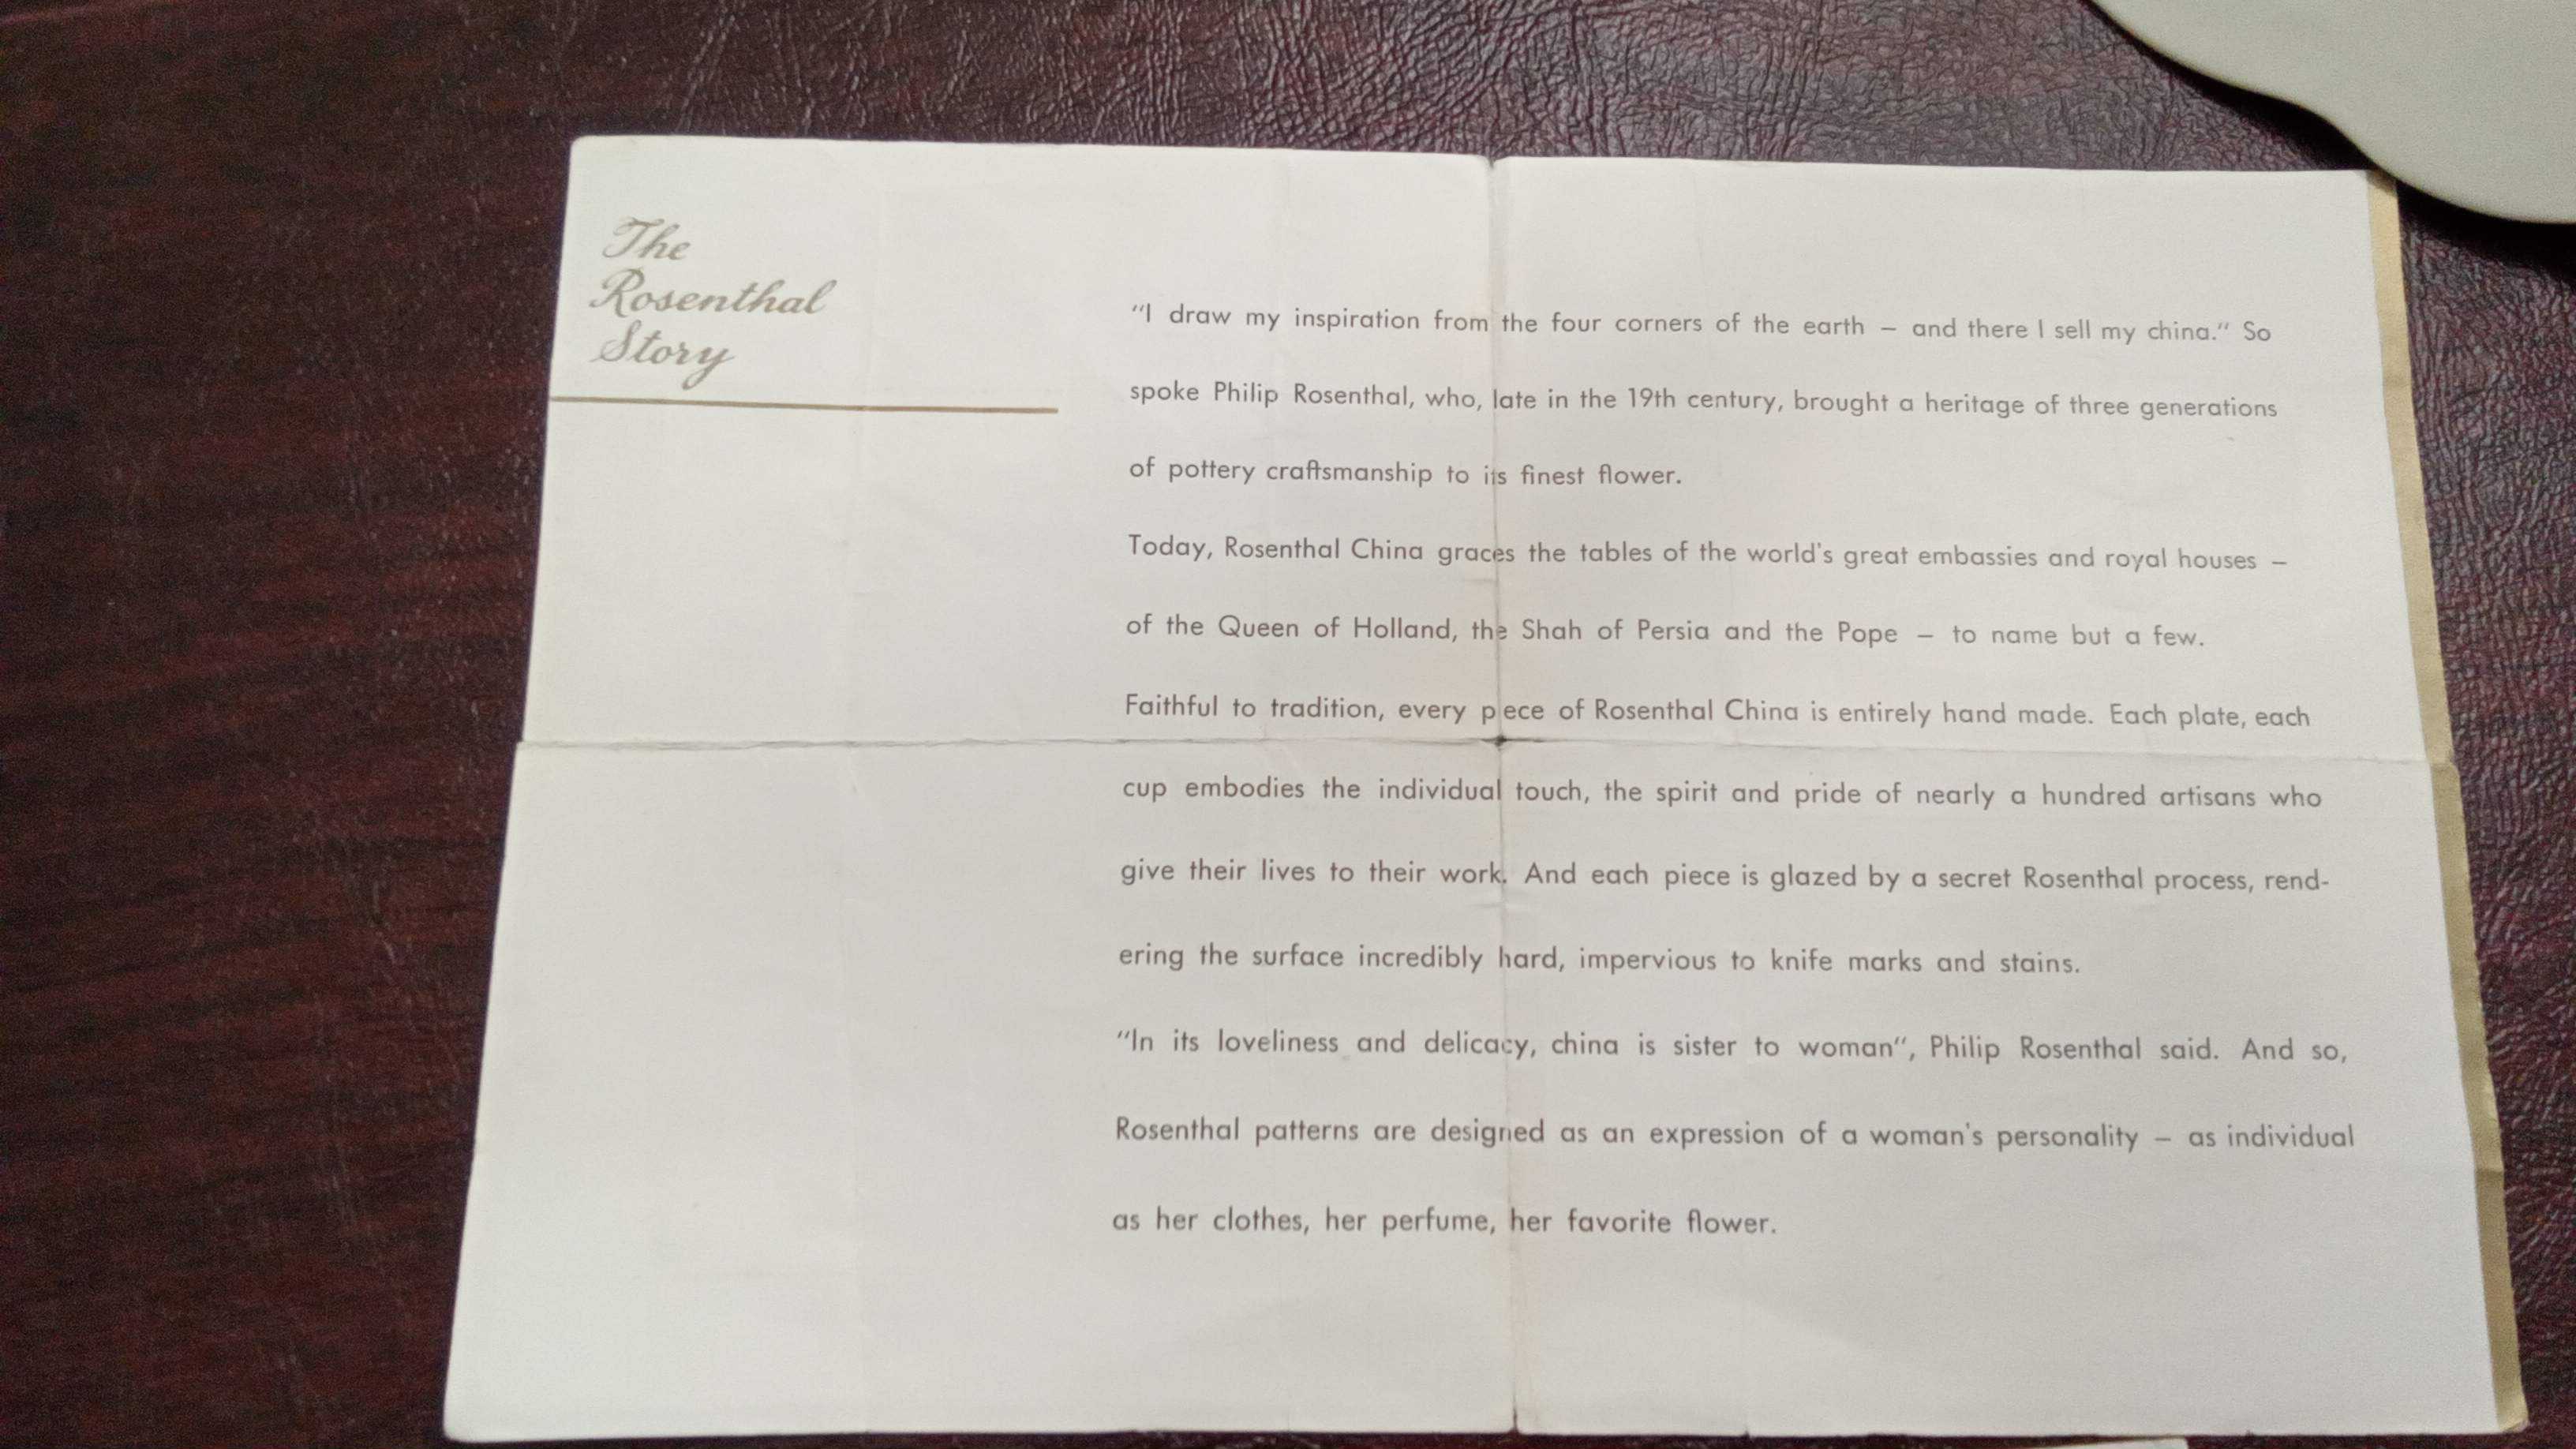 The
Rosenthal
Story
"I draw my inspiration from the four corners of the earth – and there I sell my china." So
spoke Philip Rosenthal, who, late in the 19th century, brought a heritage of three generations
of pottery craftsmanship to its finest flower.
Today, Rosenthal China graces the tables of the world's great embassies and royal houses –
of the Queen of Holland, the Shah of Persia and the Pope – to name but a few.
Faithful to tradition, every piece of Rosenthal China is entirely hand made. Each plate, each
cup embodies the individual touch, the spirit and pride of nearly a hundred artisans who
give their lives to their work. And each piece is glazed by a secret Rosenthal process, rend-
ering the surface incredibly hard, impervious to knife marks and stains.
"In its loveliness and delicacy, china is sister to woman", Philip Rosenthal said. And so,
Rosenthal patterns are designed as an expression of a woman's personality – as individual
as her clothes, her perfume, her favorite flower.